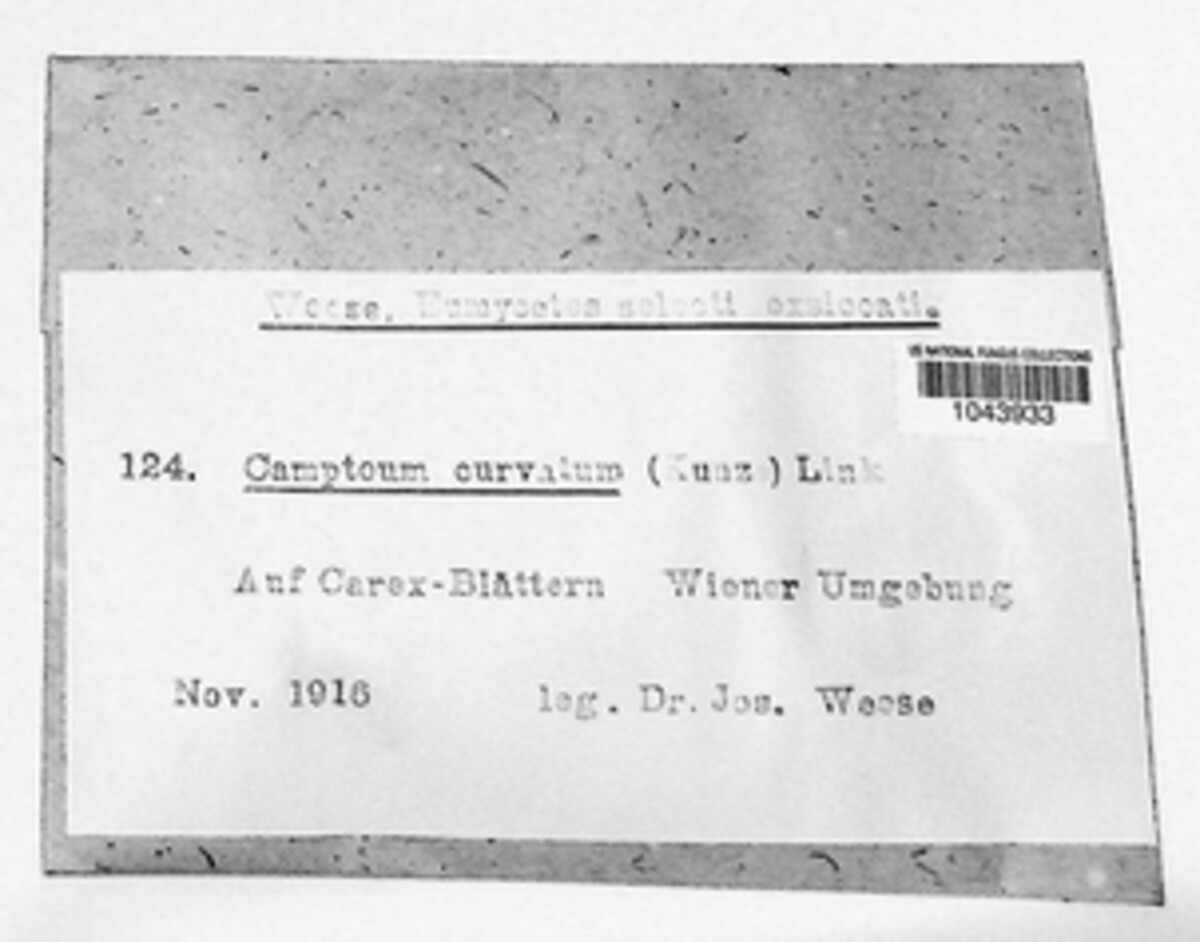 Weese, Eumycetes selecti exsiccati.
US NATIONAL FUNGUS COLLECTIONS
1043933
124. Camptoum curvatum (Kunze) Link
Auf Carex-Blättern Wiener Umgebung
Nov. 1916 leg. Dr. Jos. Weese